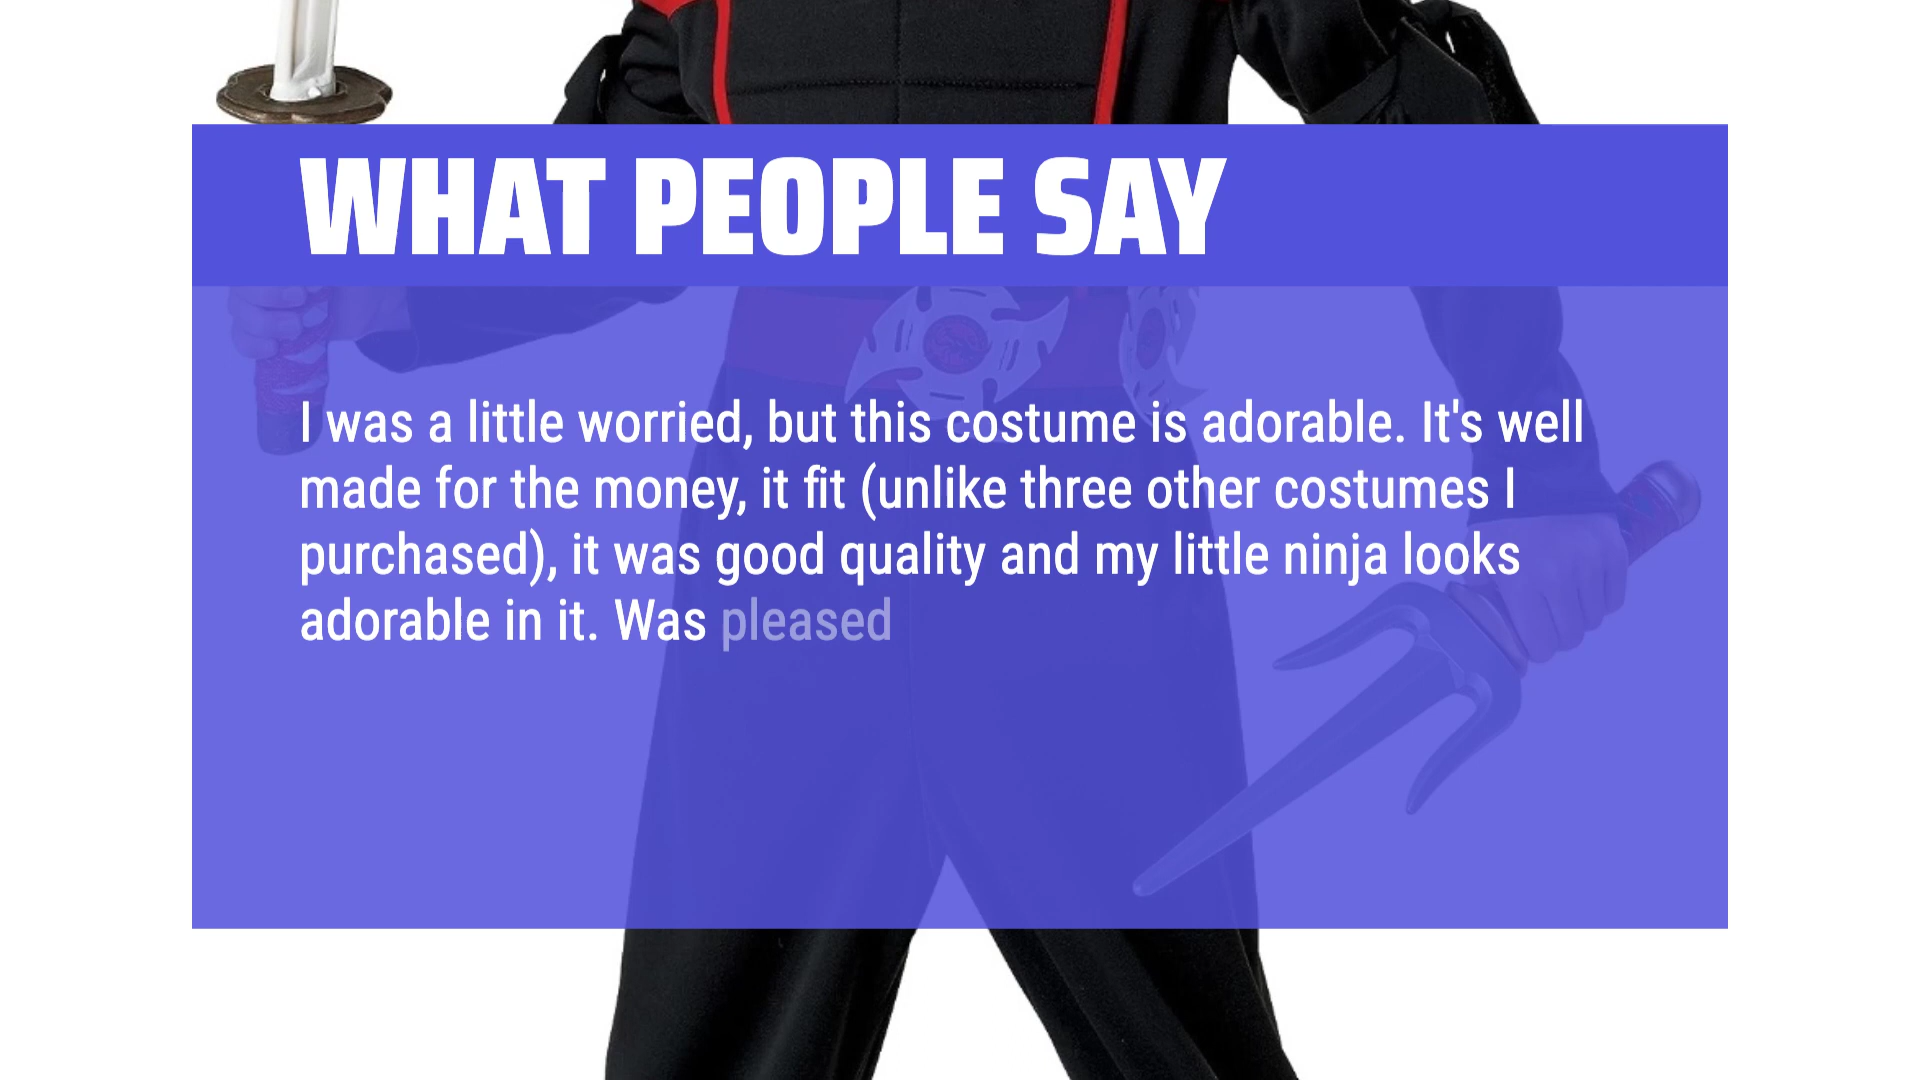 WHAT PEOPLE SAY
I was a little worried, but this costume is adorable. It's well
made for the money, it fit (unlike three other costumes I
purchased), it was good quality and my little ninja looks
adorable in it. Was pleased